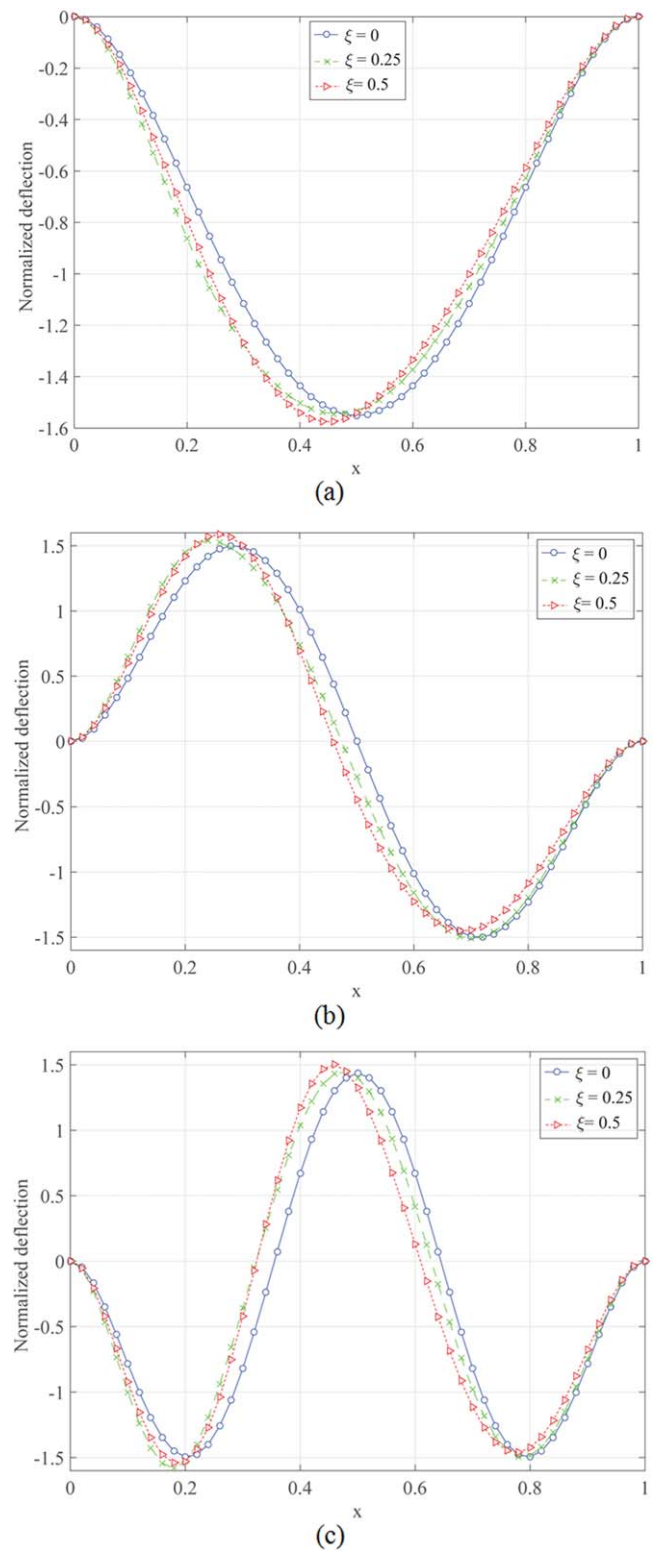 0
-0.2
-0.4
-0.6
-0.8
-1
-1.2
-1.4
-1.6
Normalized deflection
ξ = 0
ξ = 0.25
ξ= 0.5
0 0.2 0.4 0.6 0.8 1
x
(a)
1.5
1
0.5
0
-0.5
-1
-1.5
Normalized deflection
ξ = 0
ξ = 0.25
ξ= 0.5
0 0.2 0.4 0.6 0.8 1
x
(b)
1.5
1
0.5
0
-0.5
-1
-1.5
Normalized deflection
ξ = 0
ξ = 0.25
ξ= 0.5
0 0.2 0.4 0.6 0.8 1
x
(c)